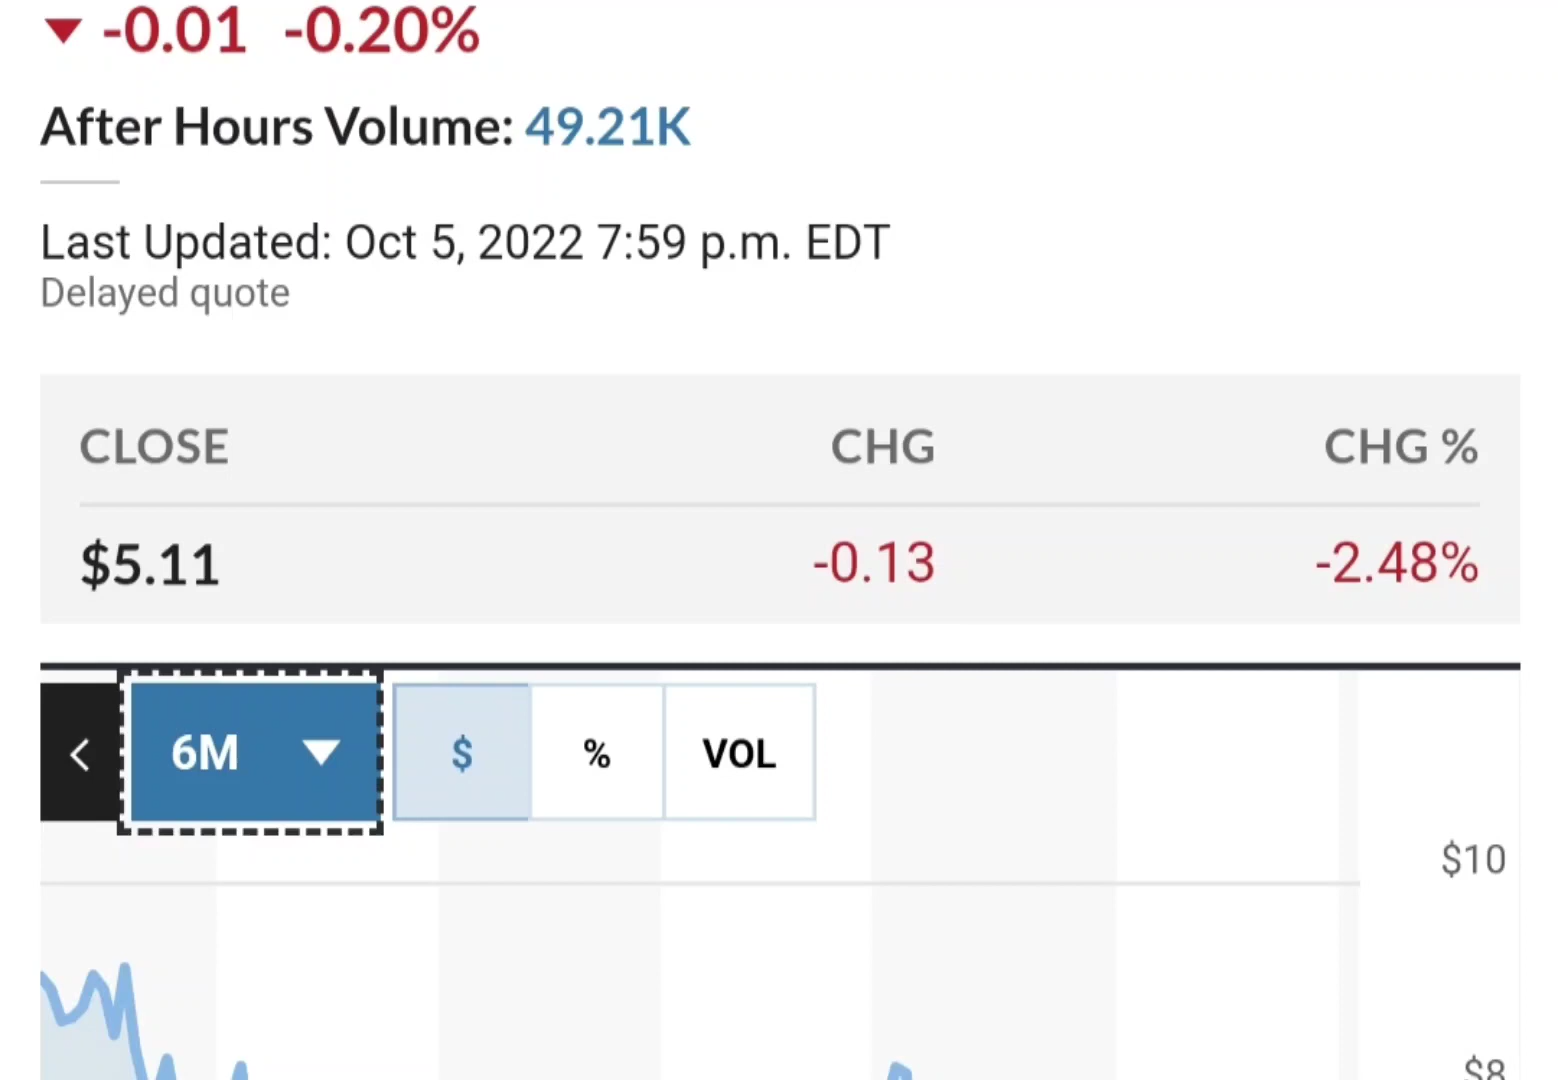 -0.01 -0.20%
After Hours Volume: 49.21K
Last Updated: Oct 5, 2022 7:59 p.m. EDT
Delayed quote
CLOSE CHG CHG %
$5.11 -0.13 -2.48%
6M $ % VOL
$10
$8